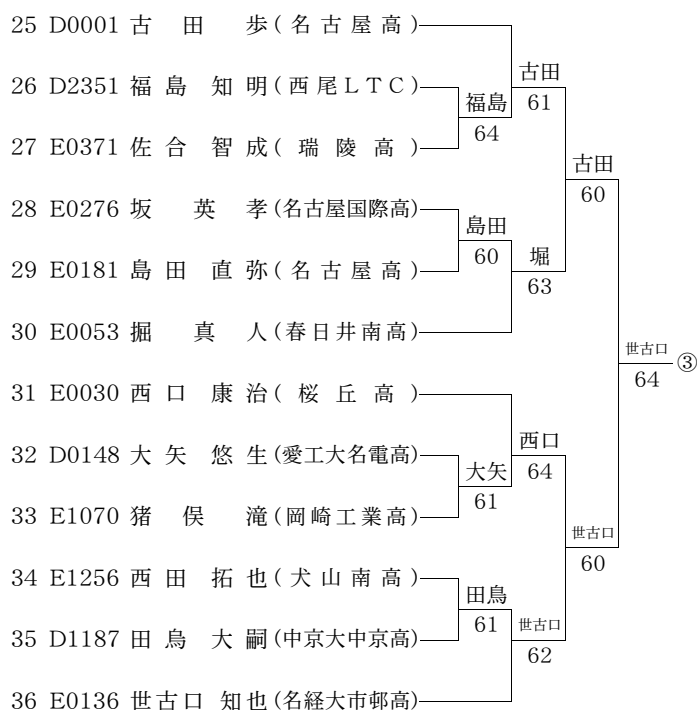 25 D0001 古田 歩(名古屋高)
26 D2351 福島 知明(西尾LTC)
27 E0371 佐合 智成(瑞陵高)
28 E0276 坂 英孝(名古屋国際高)
29 E0181 島田 直弥(名古屋高)
30 E0053 掘 真人(春日井南高)
31 E0030 西口 康治(桜丘高)
32 D0148 大矢 悠生(愛工大名電高)
33 E1070 猪俣 滝(岡崎工業高)
34 E1256 西田 拓也(犬山南高)
35 D1187 田鳥 大嗣(中京大中京高)
36 E0136 世古口 知也(名経大市邨高)
福島
64
島田
60
大矢
61
田鳥
61
古田
61
堀
63
西口
64
世古口
62
古田
60
世古口
60
世古口
64
③